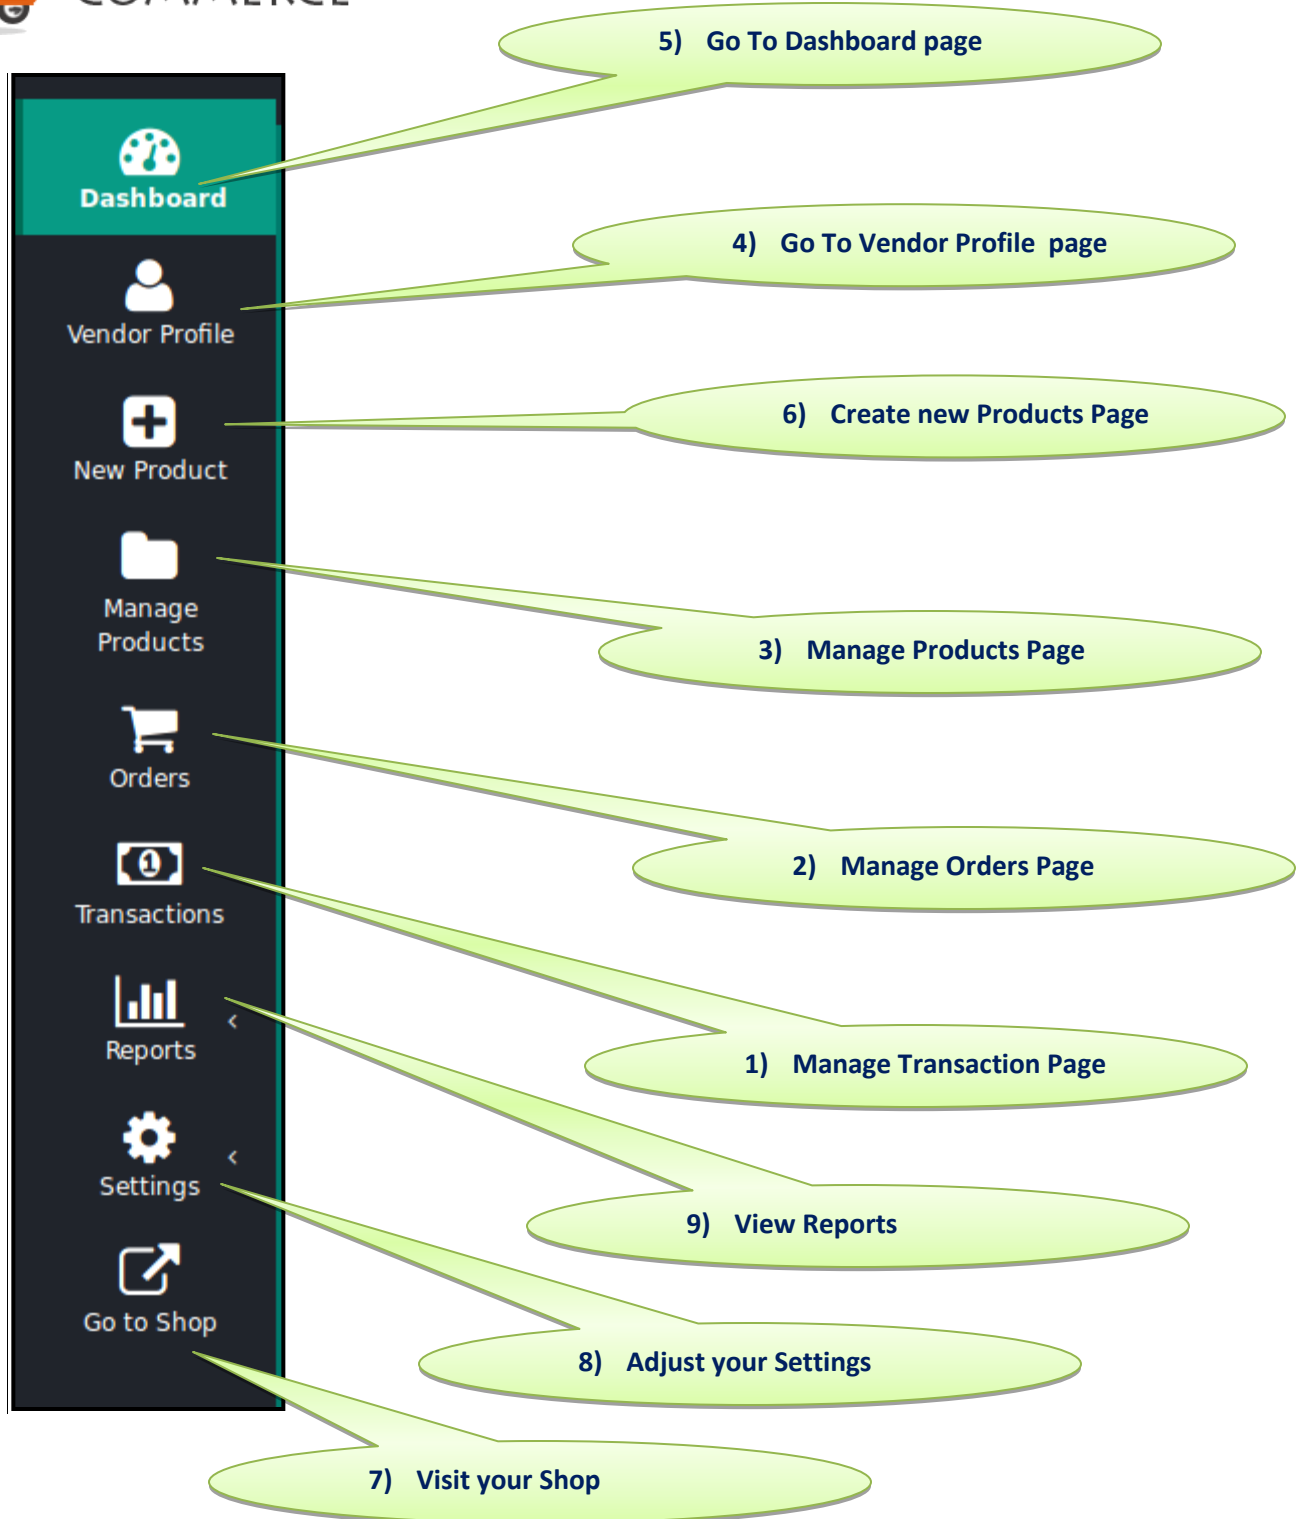 COMMERCE
5) Go To Dashboard page
Dashboard
4) Go To Vendor Profile page
Vendor Profile
6) Create new Products Page
New Product
Manage
Products
3) Manage Products Page
Orders
2) Manage Orders Page
1
Transactions
1) Manage Transaction Page
Reports
<
9) View Reports
Settings
<
8) Adjust your Settings
Go to Shop
7) Visit your Shop